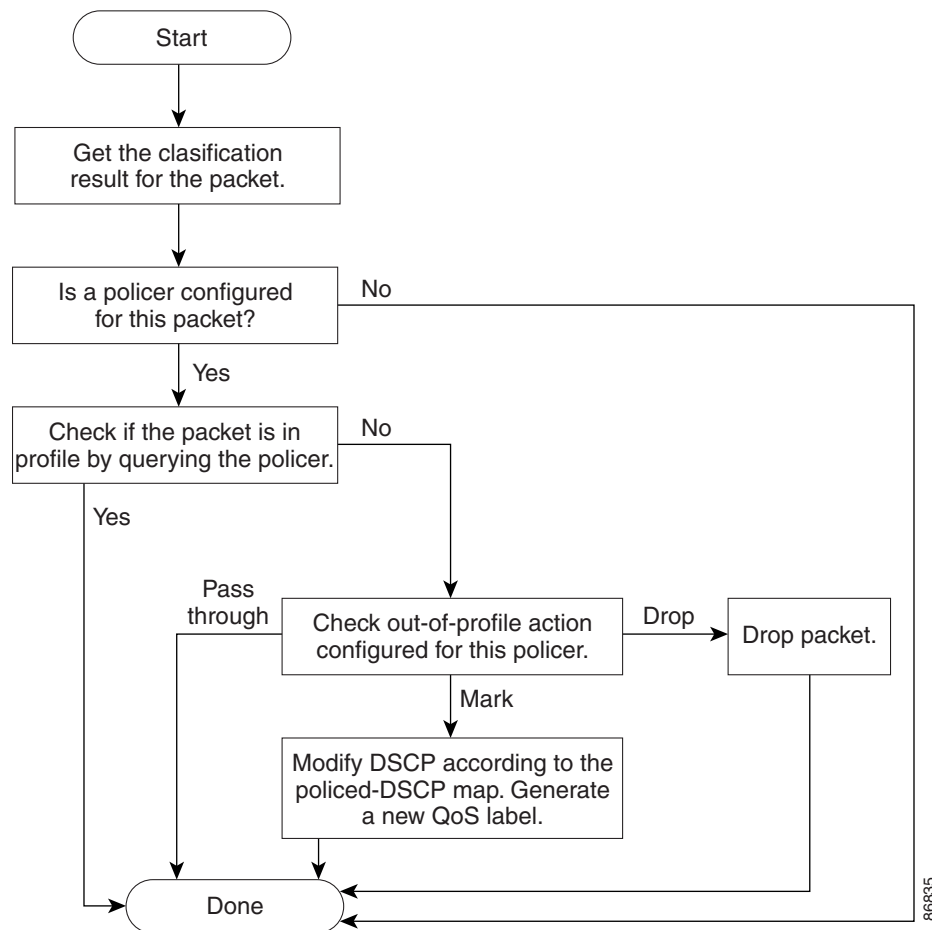 Start
Get the clasification
result for the packet.
Is a policer configured
for this packet?
No
Yes
Check if the packet is in
profile by querying the policer.
No
Yes
Pass
through
Check out-of-profile action
configured for this policer.
Drop
Drop packet.
Mark
Modify DSCP according to the
policed-DSCP map. Generate
a new QoS label.
Done
86835